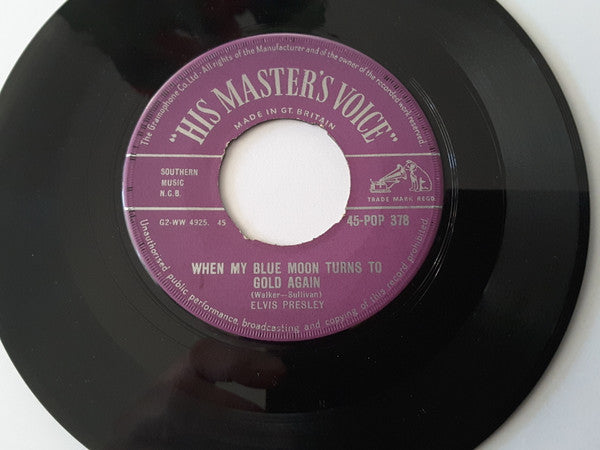 The Gramophone Co.Ltd.- All rights of the Manufacturer and of the owner of the recorded work reserved.
"HIS MASTER'S VOICE"
MADE IN GT. BRITAIN
SOUTHERN
MUSIC
N.C.B.
TRADE MARK REGD.
G2-WW 4925. 45
45-POP 378
WHEN MY BLUE MOON TURNS TO
GOLD AGAIN
(Walker—Sullivan)
ELVIS PRESLEY
Unauthorised public performance, broadcasting and copying of this record prohibited.